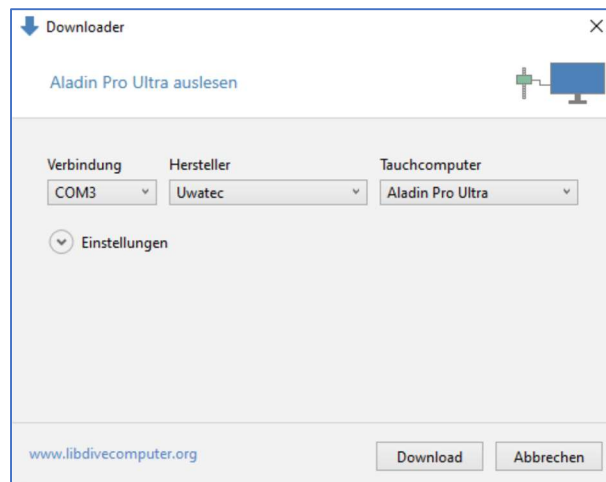 Downloader
Aladin Pro Ultra auslesen
Verbindung Hersteller Tauchcomputer
COM3 Uwatec Aladin Pro Ultra
Einstellungen
www.libdivecomputer.org Download Abbrechen